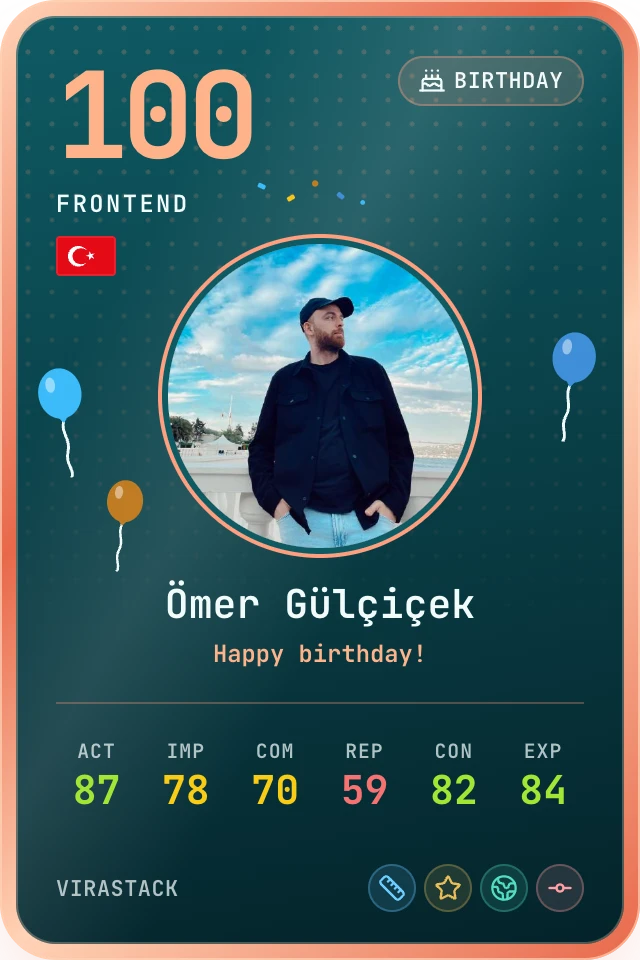 100
BIRTHDAY
FRONTEND
Ömer Gülçiçek
Happy birthday!
ACT IMP COM REP CON EXP
87 78 70 59 82 84
VIRASTACK